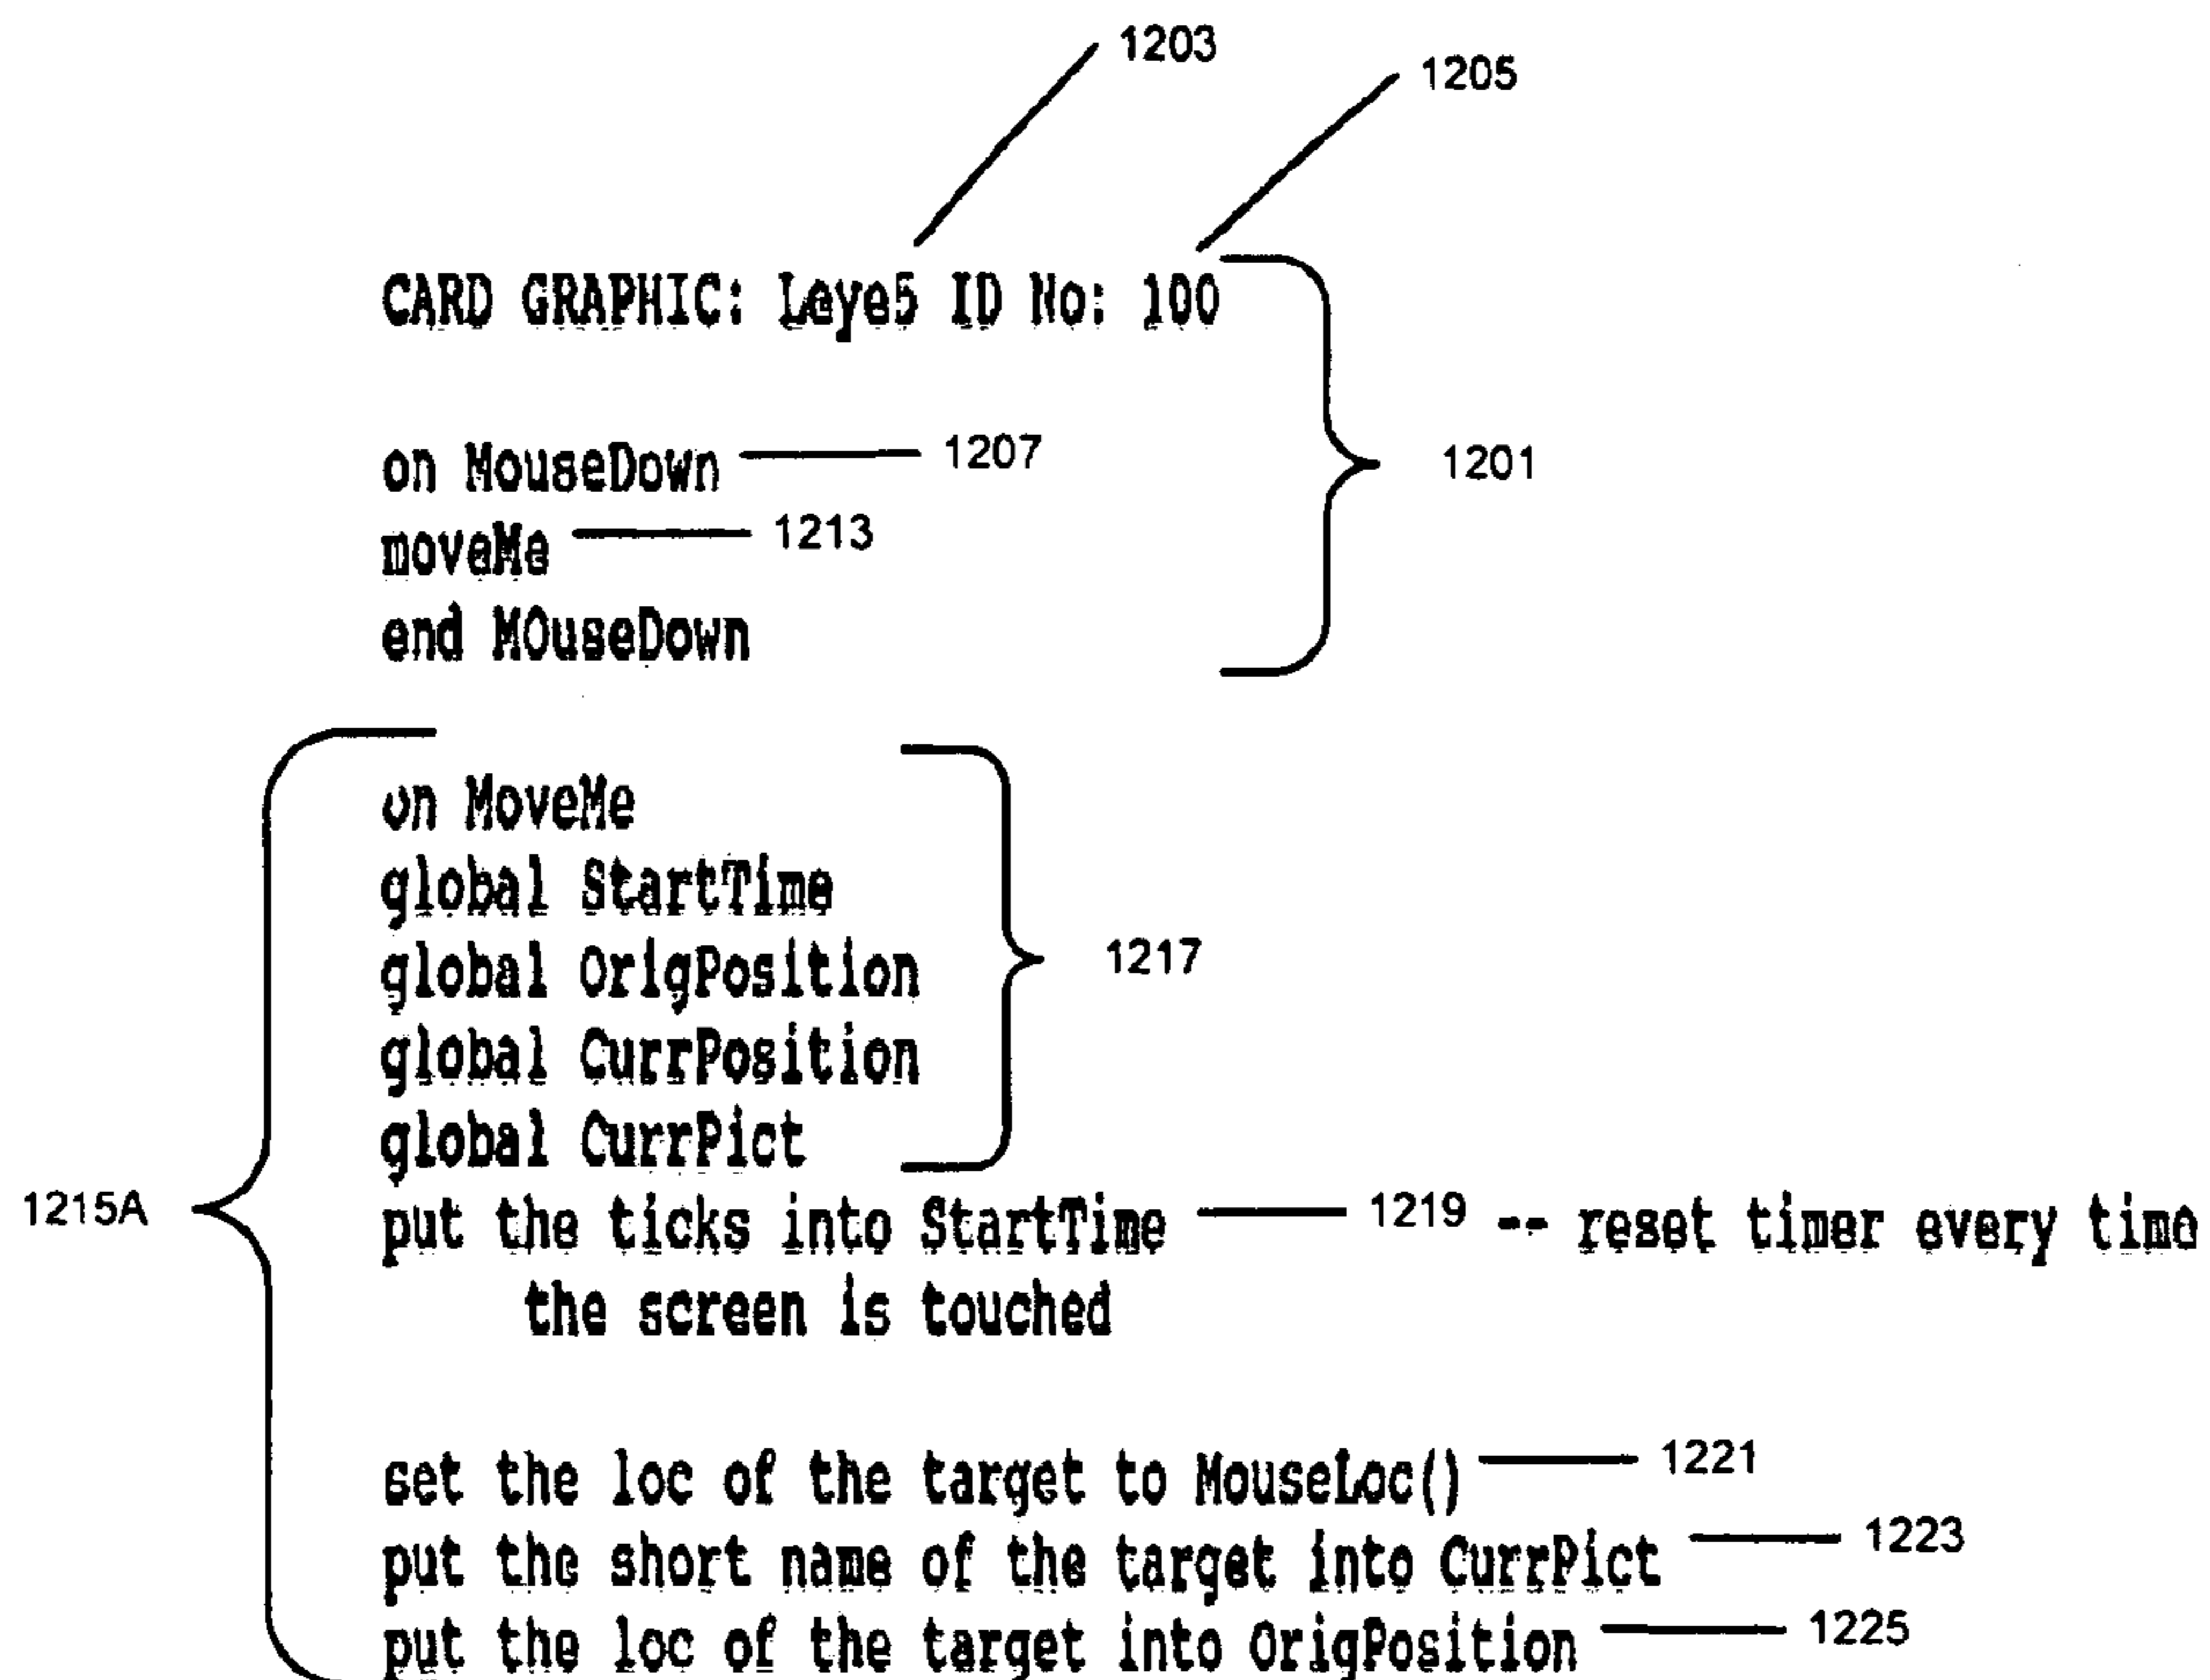 1203
1205
CARD GRAPHIC: Leye5 ID No: 100
on MouseDown 1207
1201
moveMe 1213
end MOuseDown
on MoveMe
global StartTime
global OrigPosition
1217
global CurrPosition
global CurrPict
1215A
put the ticks into StartTime 1219 -- reset timer every time
the screen is touched
set the loc of the target to MouseLoc() 1221
put the short name of the target into CurrPict 1223
put the loc of the target into OrigPosition 1225